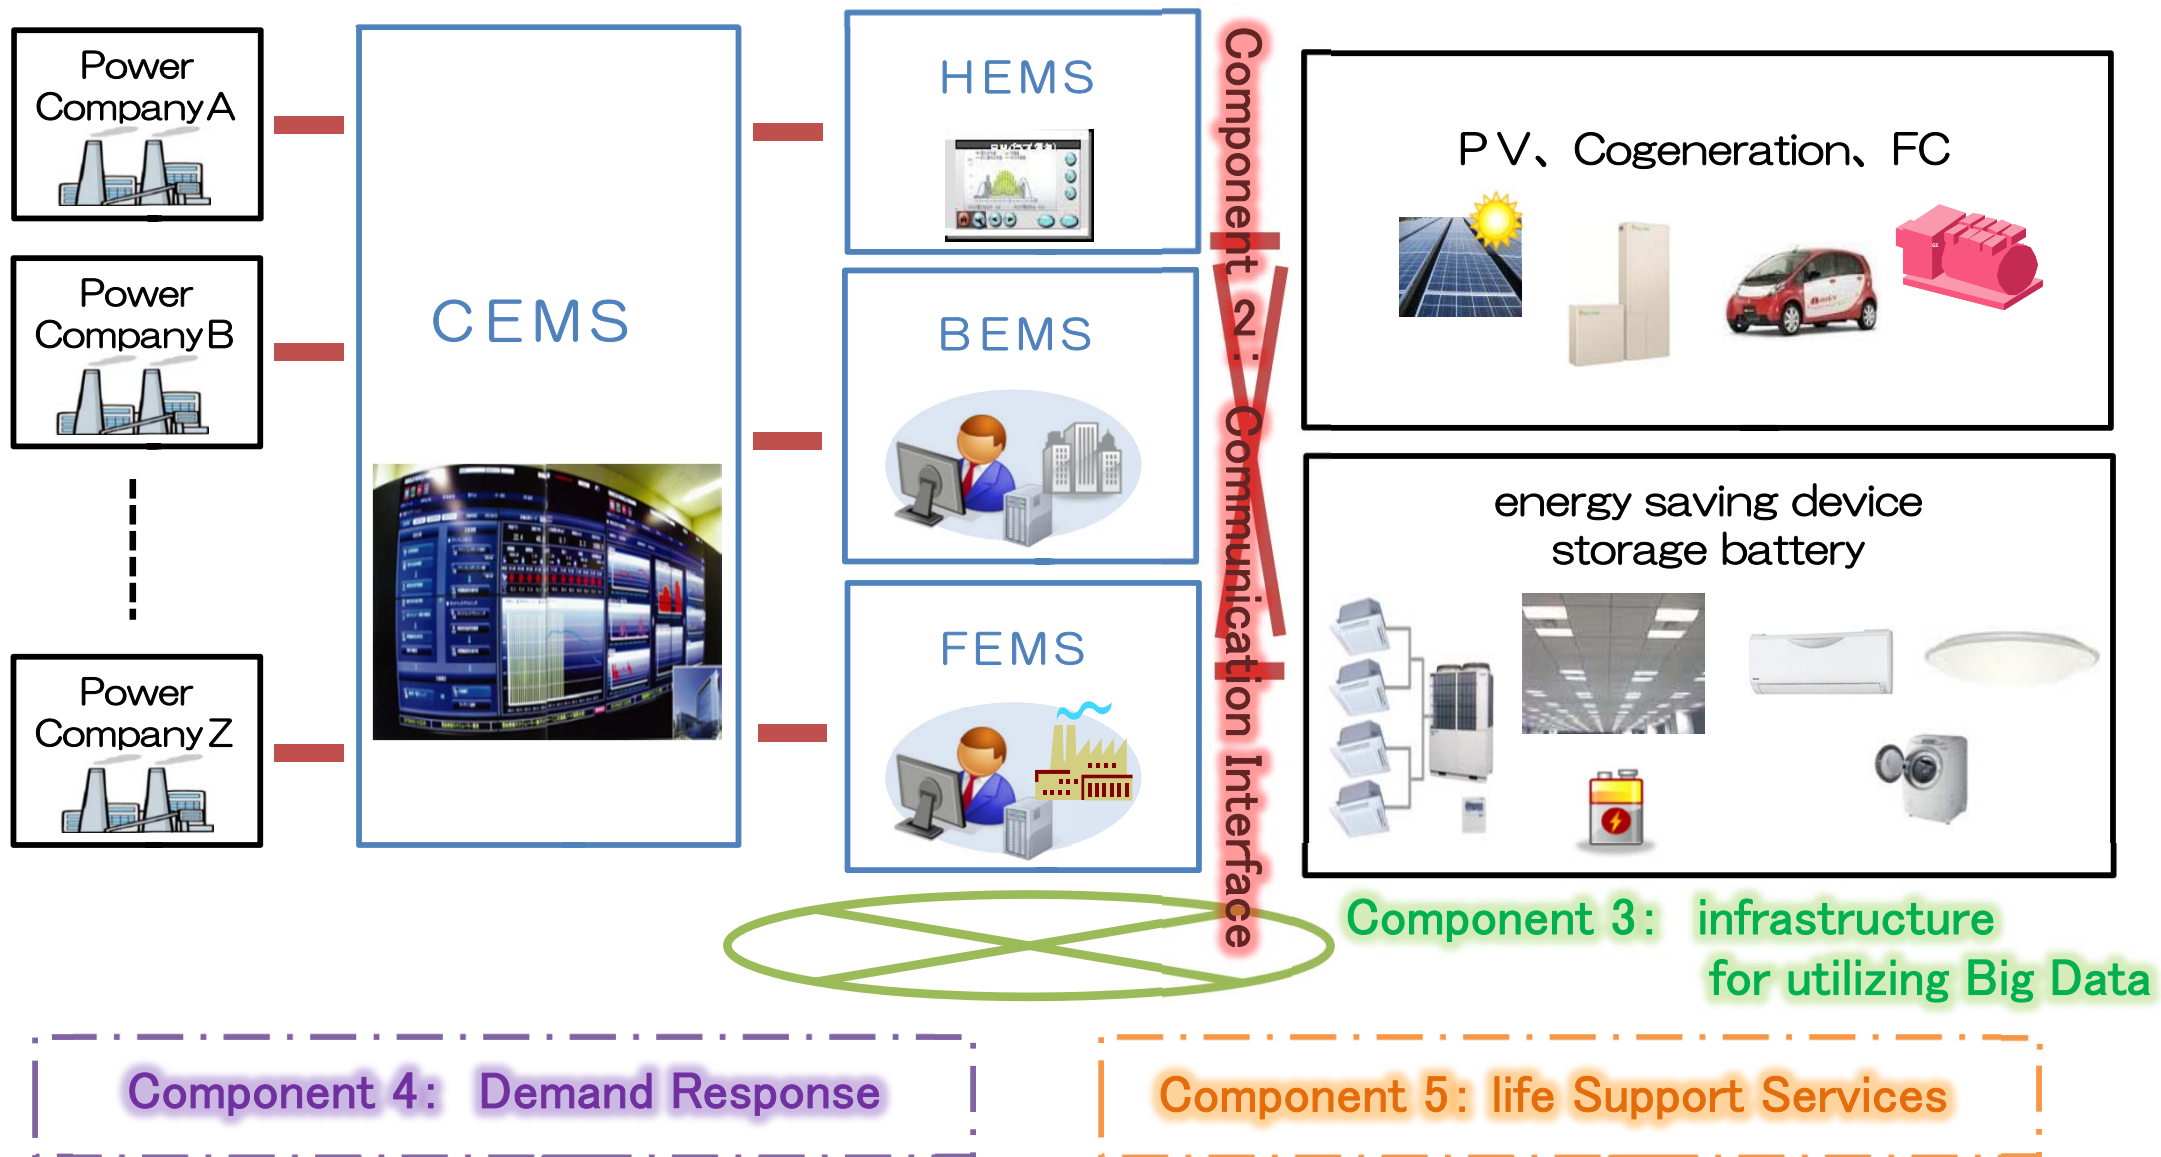 Power
Company A
Power
Company B
Power
Company Z
CEMS
HEMS
BEMS
FEMS
Component 2: Communication Interface
PV、Cogeneration、FC
energy saving device
storage battery
Component 3: infrastructure
for utilizing Big Data
Component 4: Demand Response
Component 5: life Support Services